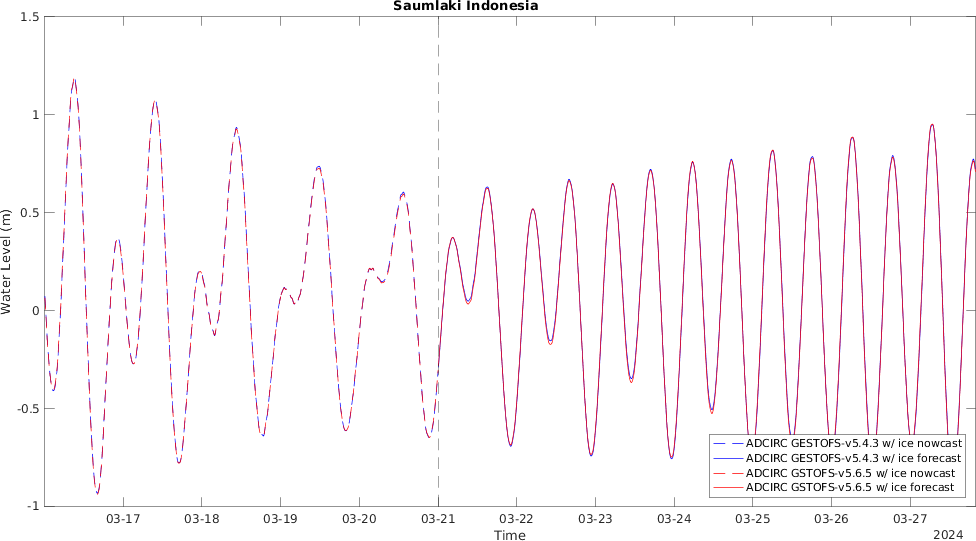 Saumlaki Indonesia
Water Level (m)
1.5
1
0.5
0
-0.5
-1
03-17 03-18 03-19 03-20 03-21 03-22 03-23 03-24 03-25 03-26 03-27
Time
2024
ADCIRC GESTOFS-v5.4.3 w/ ice nowcast
ADCIRC GESTOFS-v5.4.3 w/ ice forecast
ADCIRC GSTOFS-v5.6.5 w/ ice nowcast
ADCIRC GSTOFS-v5.6.5 w/ ice forecast